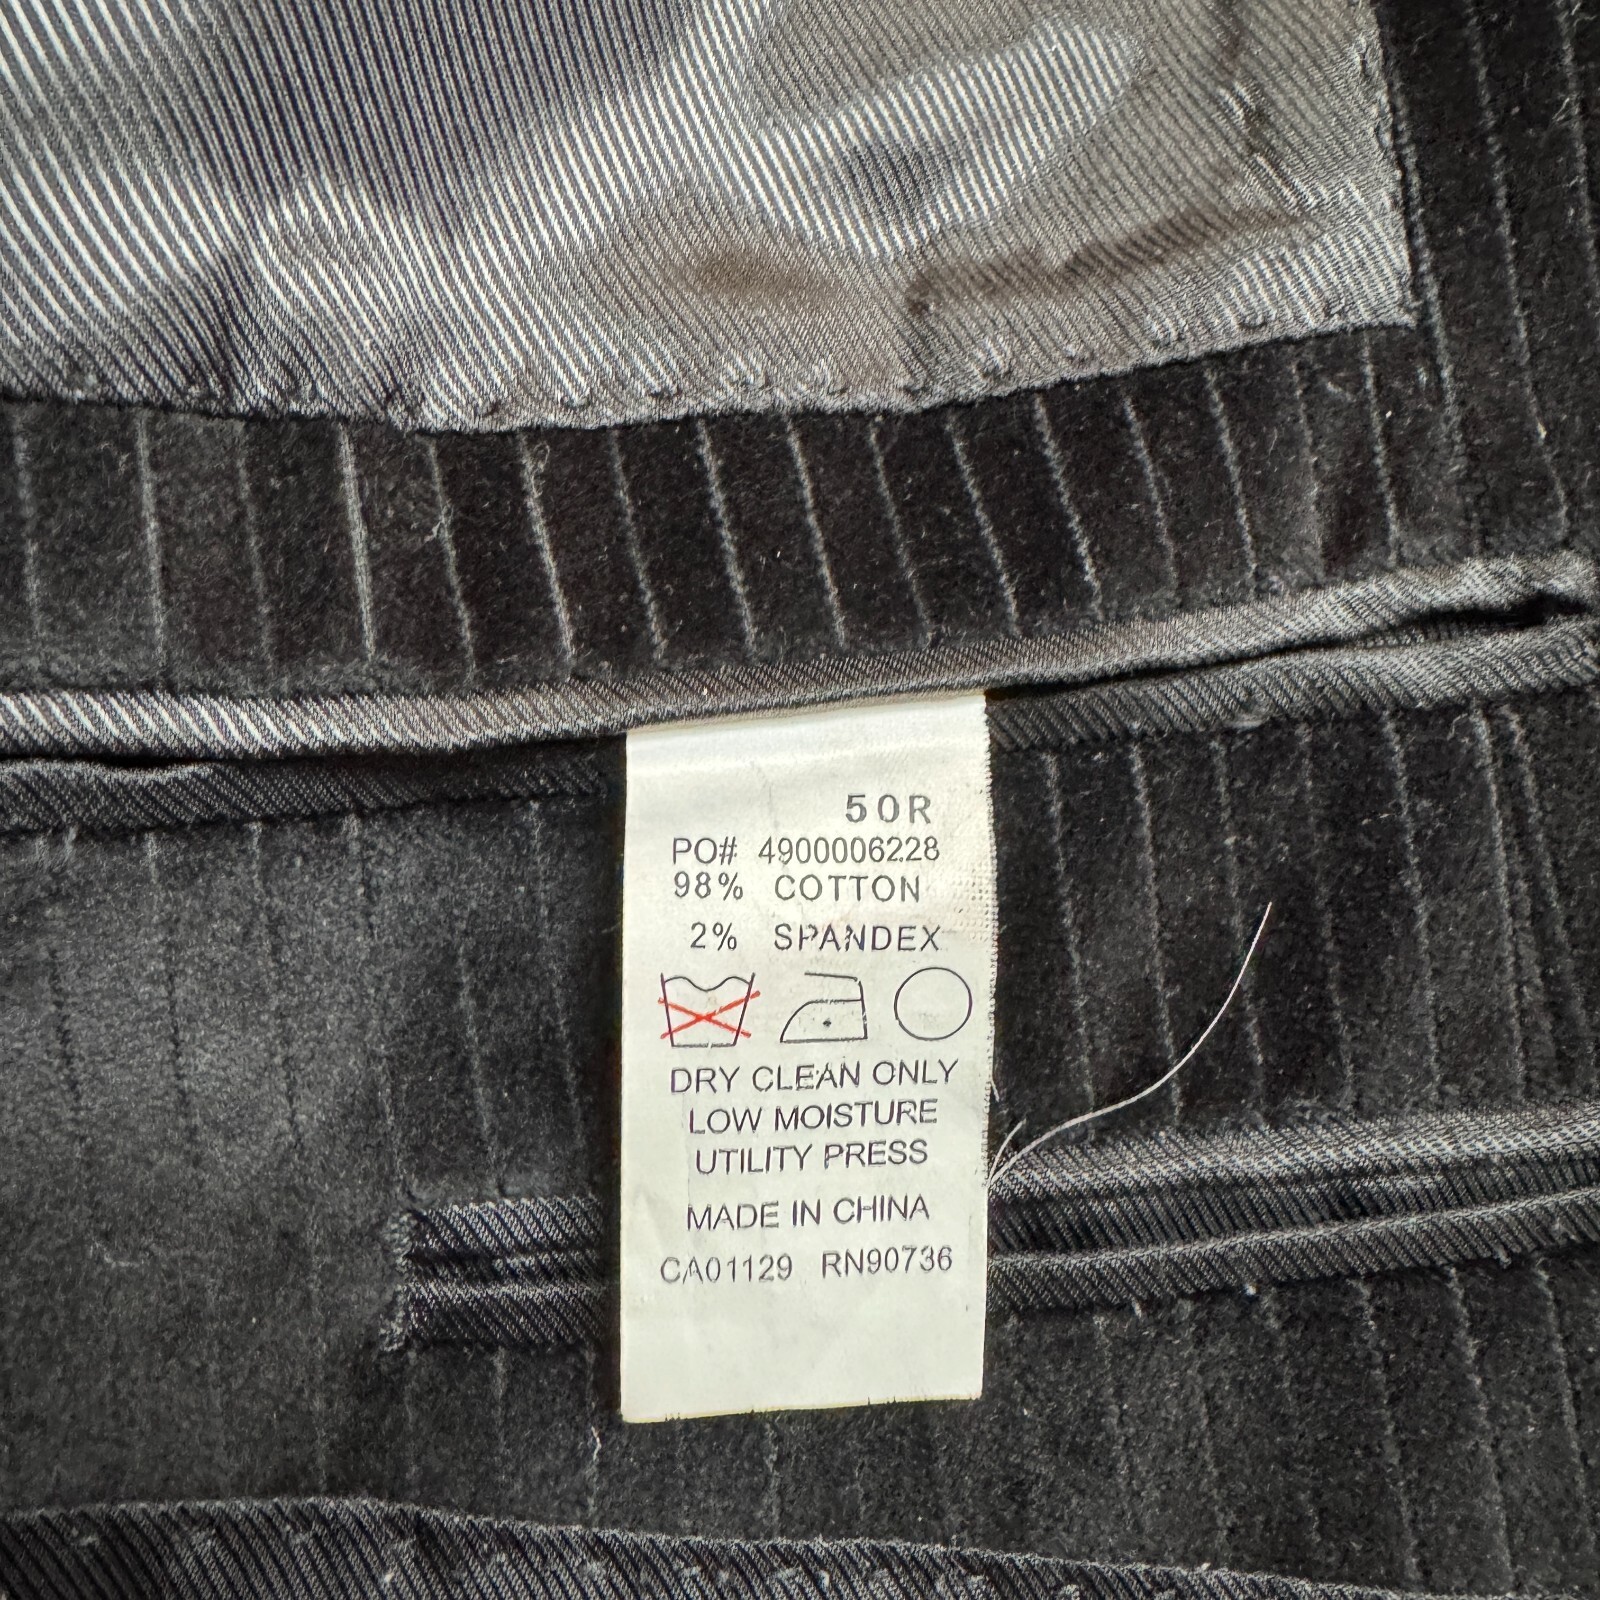 50R
PO# 4900006228
98% COTTON
2% SPANDEX
DRY CLEAN ONLY
LOW MOISTURE
UTILITY PRESS
MADE IN CHINA
CA01129 RN90736